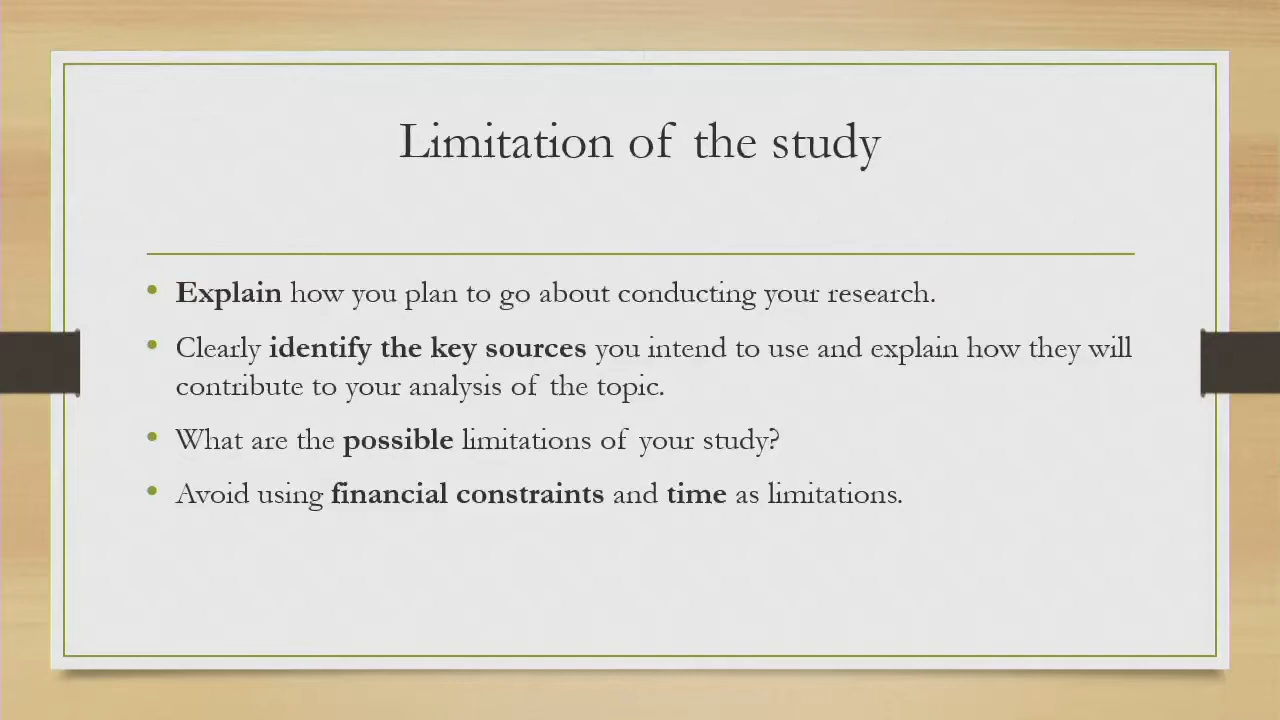 Limitation of the study
• Explain how you plan to go about conducting your research.
• Clearly identify the key sources you intend to use and explain how they will
contribute to your analysis of the topic.
• What are the possible limitations of your study?
• Avoid using financial constraints and time as limitations.